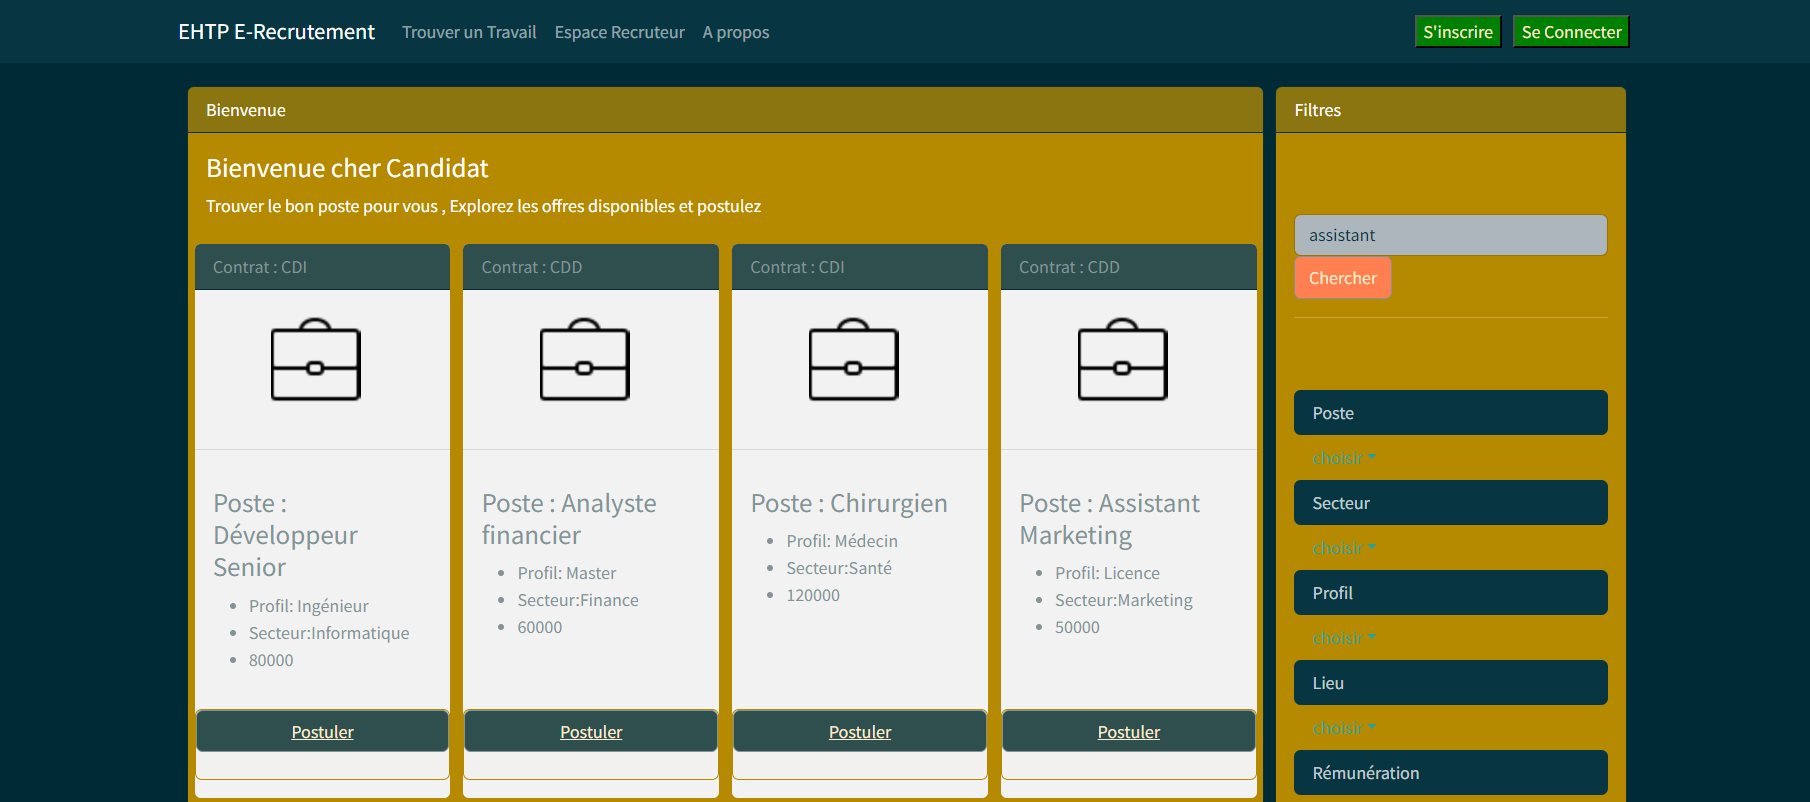 EHTP E-Recrutement Trouver un Travail Espace Recruteur A propos S'inscrire Se Connecter
Bienvenue
Bienvenue cher Candidat
Trouver le bon poste pour vous , Explorez les offres disponibles et postulez
Contrat : CDI
Poste :
Développeur
Senior
Profil: Ingénieur
Secteur:Informatique
80000
Postuler
Contrat : CDD
Poste : Analyste
financier
Profil: Master
Secteur:Finance
60000
Postuler
Contrat : CDI
Poste : Chirurgien
Profil: Médecin
Secteur:Santé
120000
Postuler
Contrat : CDD
Poste : Assistant
Marketing
Profil: Licence
Secteur:Marketing
50000
Postuler
Filtres
assistant
Chercher
Poste
choisir
Secteur
choisir
Profil
choisir
Lieu
choisir
Rémunération